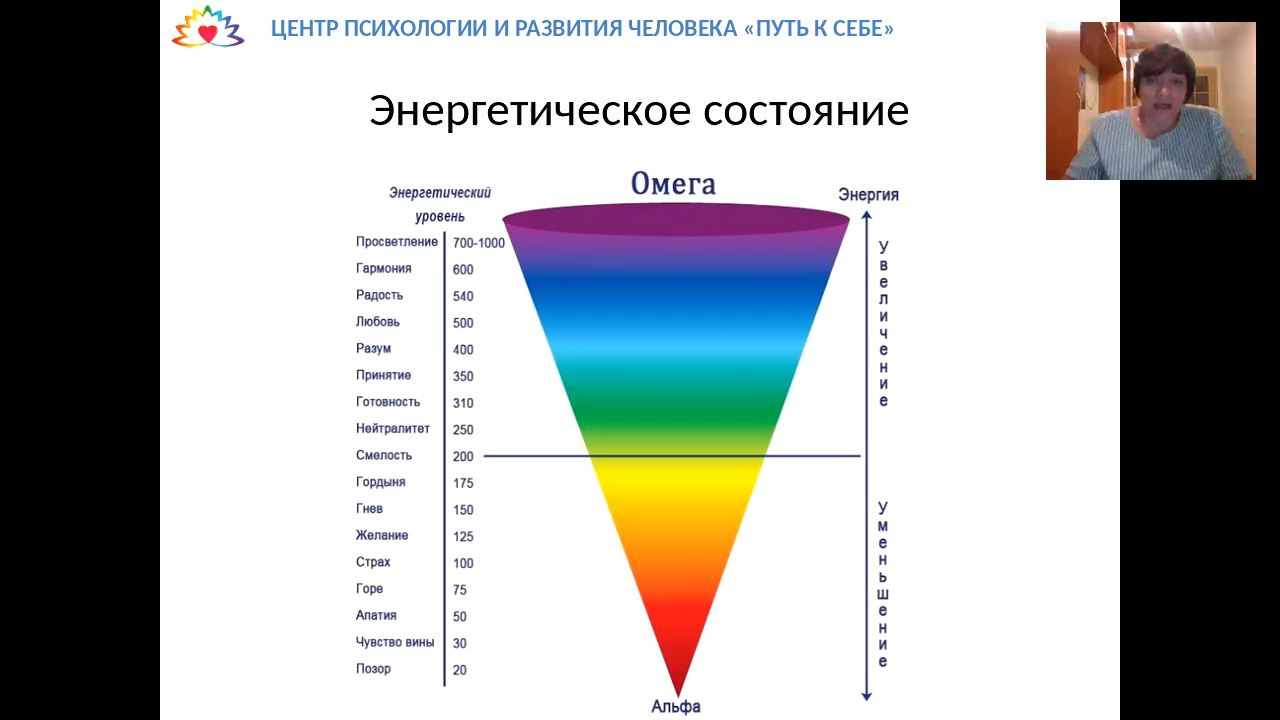 ЦЕНТР ПСИХОЛОГИИ И РАЗВИТИЯ ЧЕЛОВЕКА «ПУТЬ К СЕБЕ»
Энергетическое состояние
Омега
Энергетический
уровень
Энергия
Просветление 700-1000
Гармония 600
Радость 540
Любовь 500
Разум 400
Принятие 350
Готовность 310
Нейтралитет 250
Смелость 200
Гордыня 175
Гнев 150
Желание 125
Страх 100
Горе 75
Апатия 50
Чувство вины 30
Позор 20
Увеличение
Уменьшение
Альфа